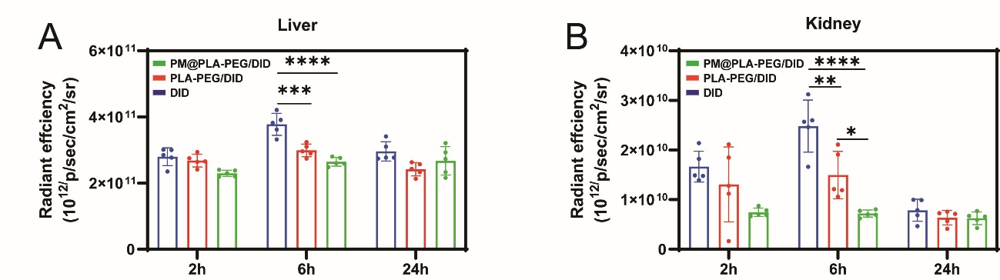 A
Liver
6×10¹¹
4×10¹¹
2×10¹¹
0
Radiant effciency
(10¹²/p/sec/cm²/sr)
PM@PLA-PEG/DID
PLA-PEG/DID
DID
****
***
2h
6h
24h
B
Kidney
4×10¹⁰
3×10¹⁰
2×10¹⁰
1×10¹⁰
0
Radiant effciency
(10¹²/p/sec/cm²/sr)
PM@PLA-PEG/DID
PLA-PEG/DID
DID
****
**
*
2h
6h
24h